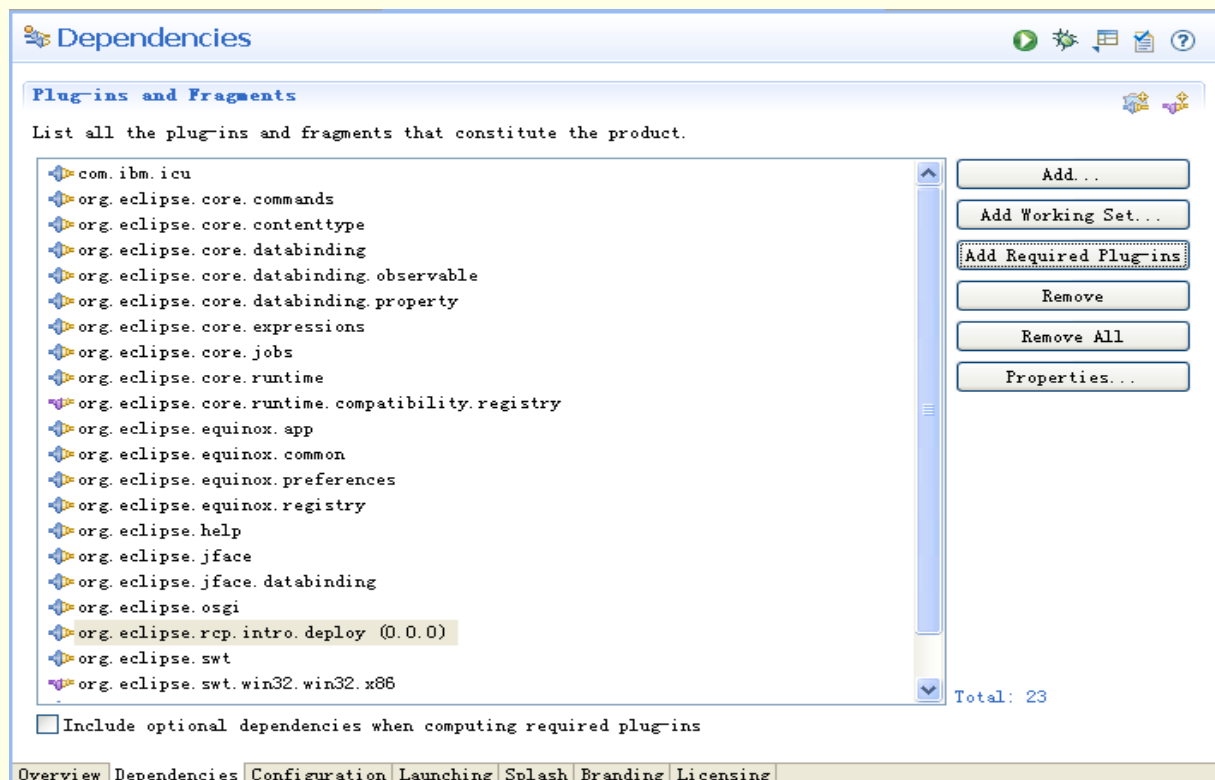 Dependencies
Plug-ins and Fragments
List all the plug-ins and fragments that constitute the product.
com.ibm.icu
org.eclipse.core.commands
org.eclipse.core.contenttype
org.eclipse.core.databinding
org.eclipse.core.databinding.observable
org.eclipse.core.databinding.property
org.eclipse.core.expressions
org.eclipse.core.jobs
org.eclipse.core.runtime
org.eclipse.core.runtime.compatibility.registry
org.eclipse.equinox.app
org.eclipse.equinox.common
org.eclipse.equinox.preferences
org.eclipse.equinox.registry
org.eclipse.help
org.eclipse.jface
org.eclipse.jface.databinding
org.eclipse.osgi
org.eclipse.rcp.intro.deploy (0.0.0)
org.eclipse.swt
org.eclipse.swt.win32.win32.x86
Add...
Add Working Set...
Add Required Plug-ins
Remove
Remove All
Properties...
Total: 23
Include optional dependencies when computing required plug-ins
Overview Dependencies Configuration Launching Splash Branding Licensing